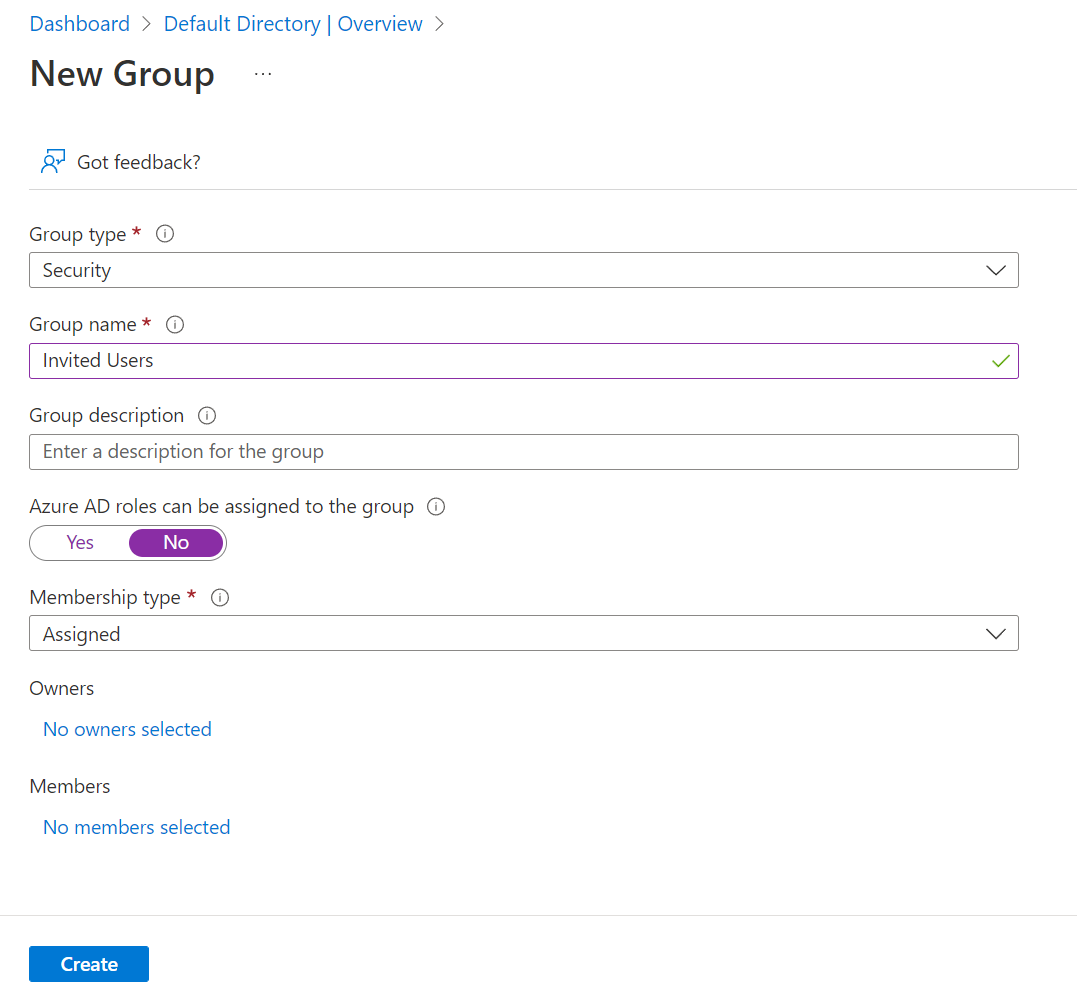 Dashboard > Default Directory | Overview >
New Group ...
Got feedback?
Group type *
Security
Group name *
Invited Users
Group description
Enter a description for the group
Azure AD roles can be assigned to the group
Yes No
Membership type *
Assigned
Owners
No owners selected
Members
No members selected
Create